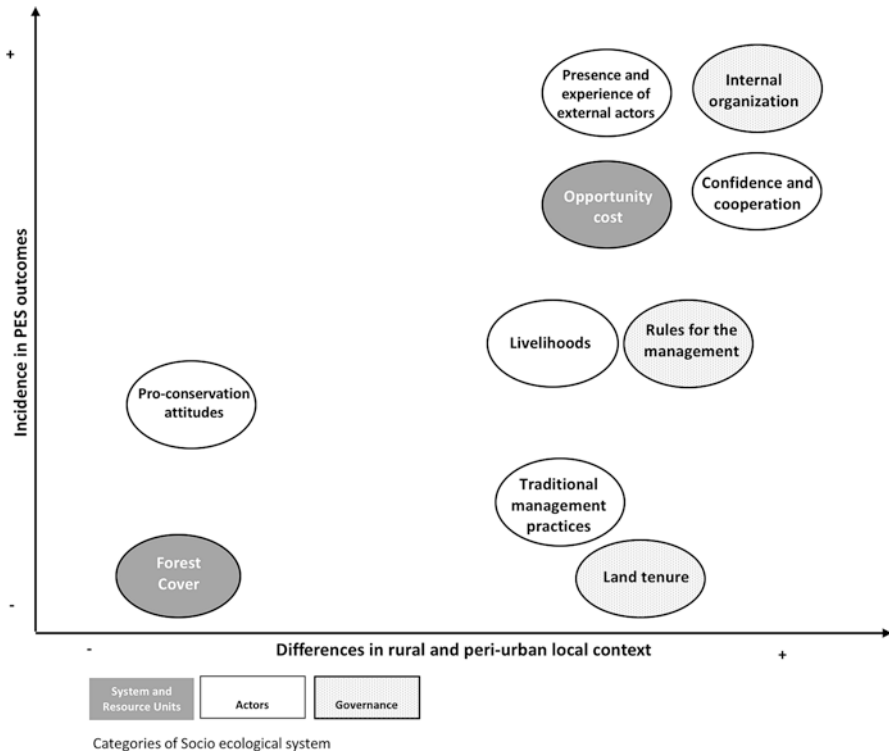 +
Incidence in PES outcomes
-
Presence and
experience of
external actors
Internal
organization
Opportunity
cost
Confidence and
cooperation
Livelihoods
Rules for the
management
Pro-conservation
attitudes
Traditional
management
practices
Forest
Cover
Land tenure
-
Differences in rural and peri-urban local context
+
System and
Resource Units
Actors
Governance
Categories of Socio ecological system